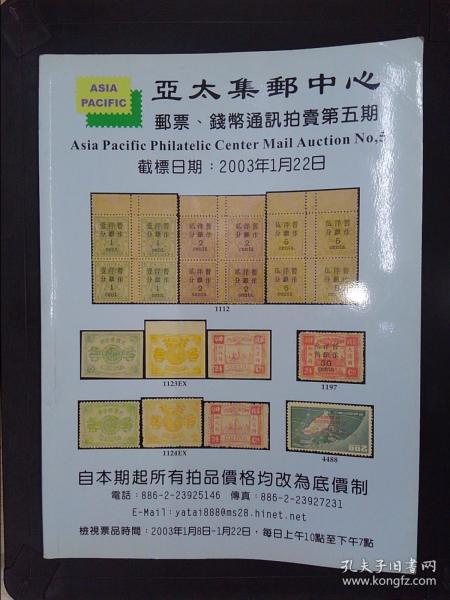 ASIA
PACIFIC
亞太集郵中心
郵票、錢幣通訊拍賣第五期
Asia Pacific Philatelic Center Mail Auction No,5
截標日期：2003年1月22日
1112
1123EX
1197
1124EX
4488
自本期起所有拍品價格均改為底價制
電話：886-2-23925146 傳真：886-2-23927231
E-Mail：yatai888@ms28.hinet.net
檢視票品時間：2003年1月8日-1月22日，每日上午10點至下午7點
孔夫子旧书网
www.kongfz.com